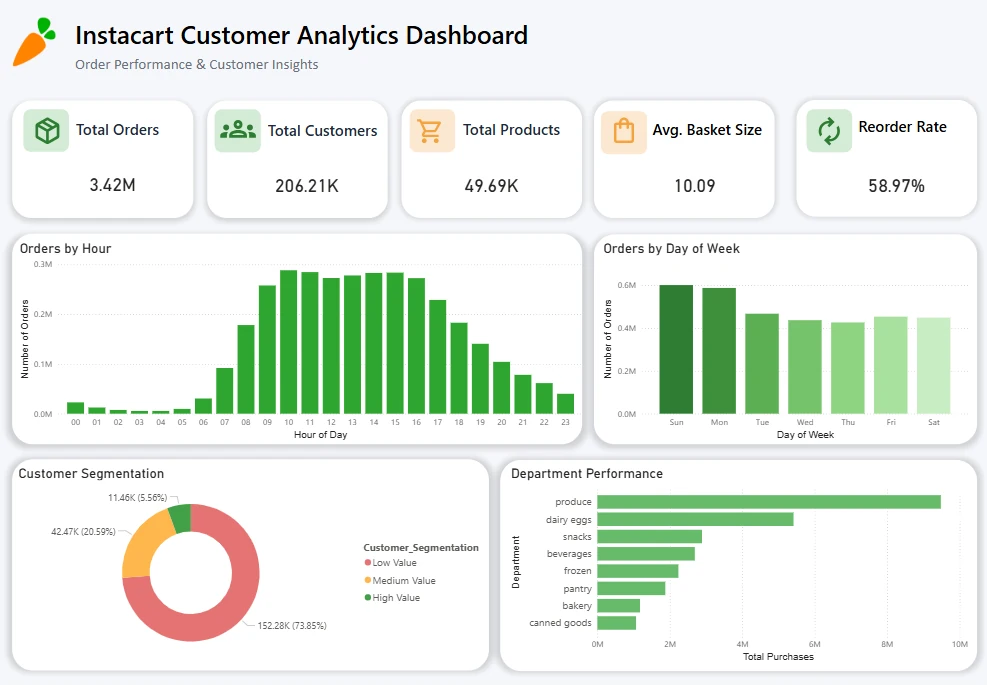 Instacart Customer Analytics Dashboard
Order Performance & Customer Insights
Total Orders
3.42M
Total Customers
206.21K
Total Products
49.69K
Avg. Basket Size
10.09
Reorder Rate
58.97%
Orders by Hour
Number of Orders
0.3M
0.2M
0.1M
0.0M
00 01 02 03 04 05 06 07 08 09 10 11 12 13 14 15 16 17 18 19 20 21 22 23
Hour of Day
Orders by Day of Week
Number of Orders
0.6M
0.4M
0.2M
0.0M
Sun Mon Tue Wed Thu Fri Sat
Day of Week
Customer Segmentation
11.46K (5.56%)
42.47K (20.59%)
152.28K (73.85%)
Customer_Segmentation
Low Value
Medium Value
High Value
Department Performance
Department
produce
dairy eggs
snacks
beverages
frozen
pantry
bakery
canned goods
0M 2M 4M 6M 8M 10M
Total Purchases